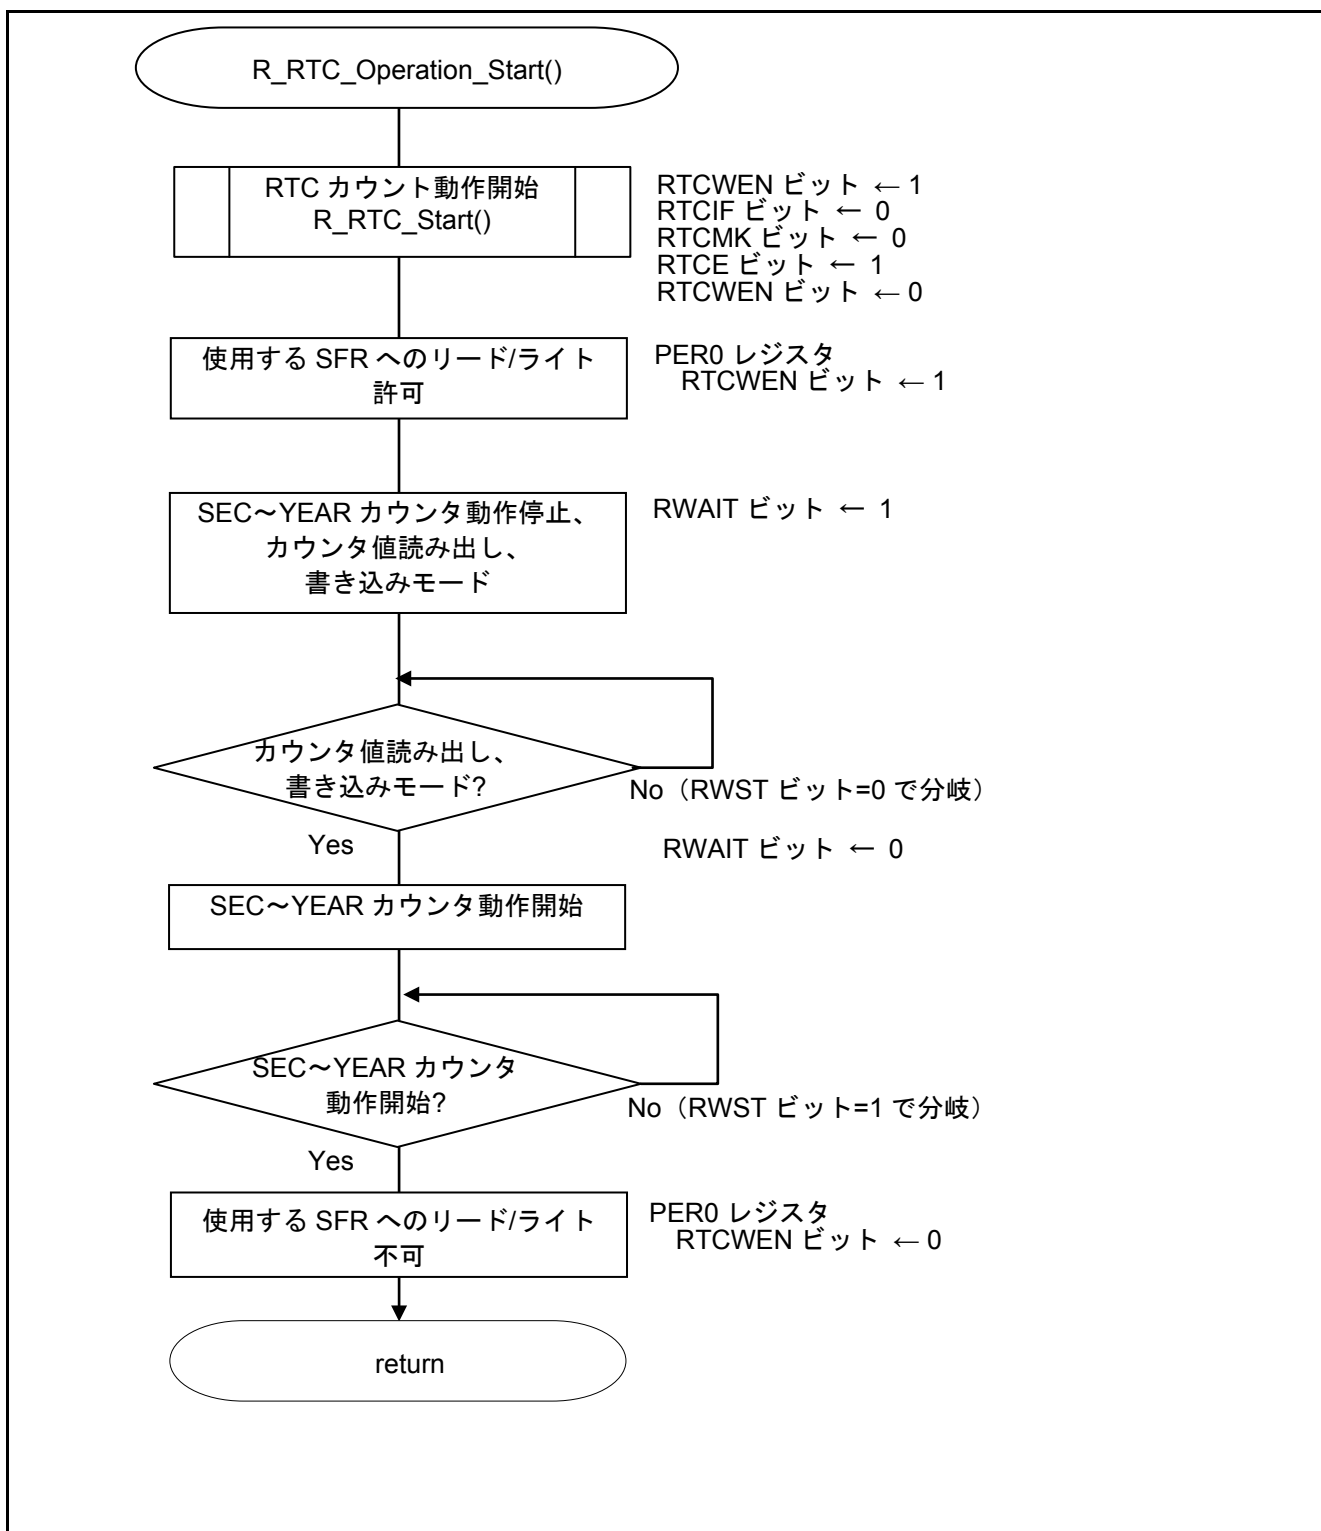 R_RTC_Operation_Start()
RTC カウント動作開始
R_RTC_Start()
RTCWEN ビット ← 1
RTCIF ビット ← 0
RTCMK ビット ← 0
RTCE ビット ← 1
RTCWEN ビット ← 0
使用する SFR へのリード/ライト
許可
PER0 レジスタ
RTCWEN ビット ← 1
SEC～YEAR カウンタ動作停止、
カウンタ値読み出し、
書き込みモード
RWAIT ビット ← 1
カウンタ値読み出し、
書き込みモード?
No（RWST ビット=0 で分岐）
Yes
RWAIT ビット ← 0
SEC～YEAR カウンタ動作開始
SEC～YEAR カウンタ
動作開始?
No（RWST ビット=1 で分岐）
Yes
使用する SFR へのリード/ライト
不可
PER0 レジスタ
RTCWEN ビット ← 0
return